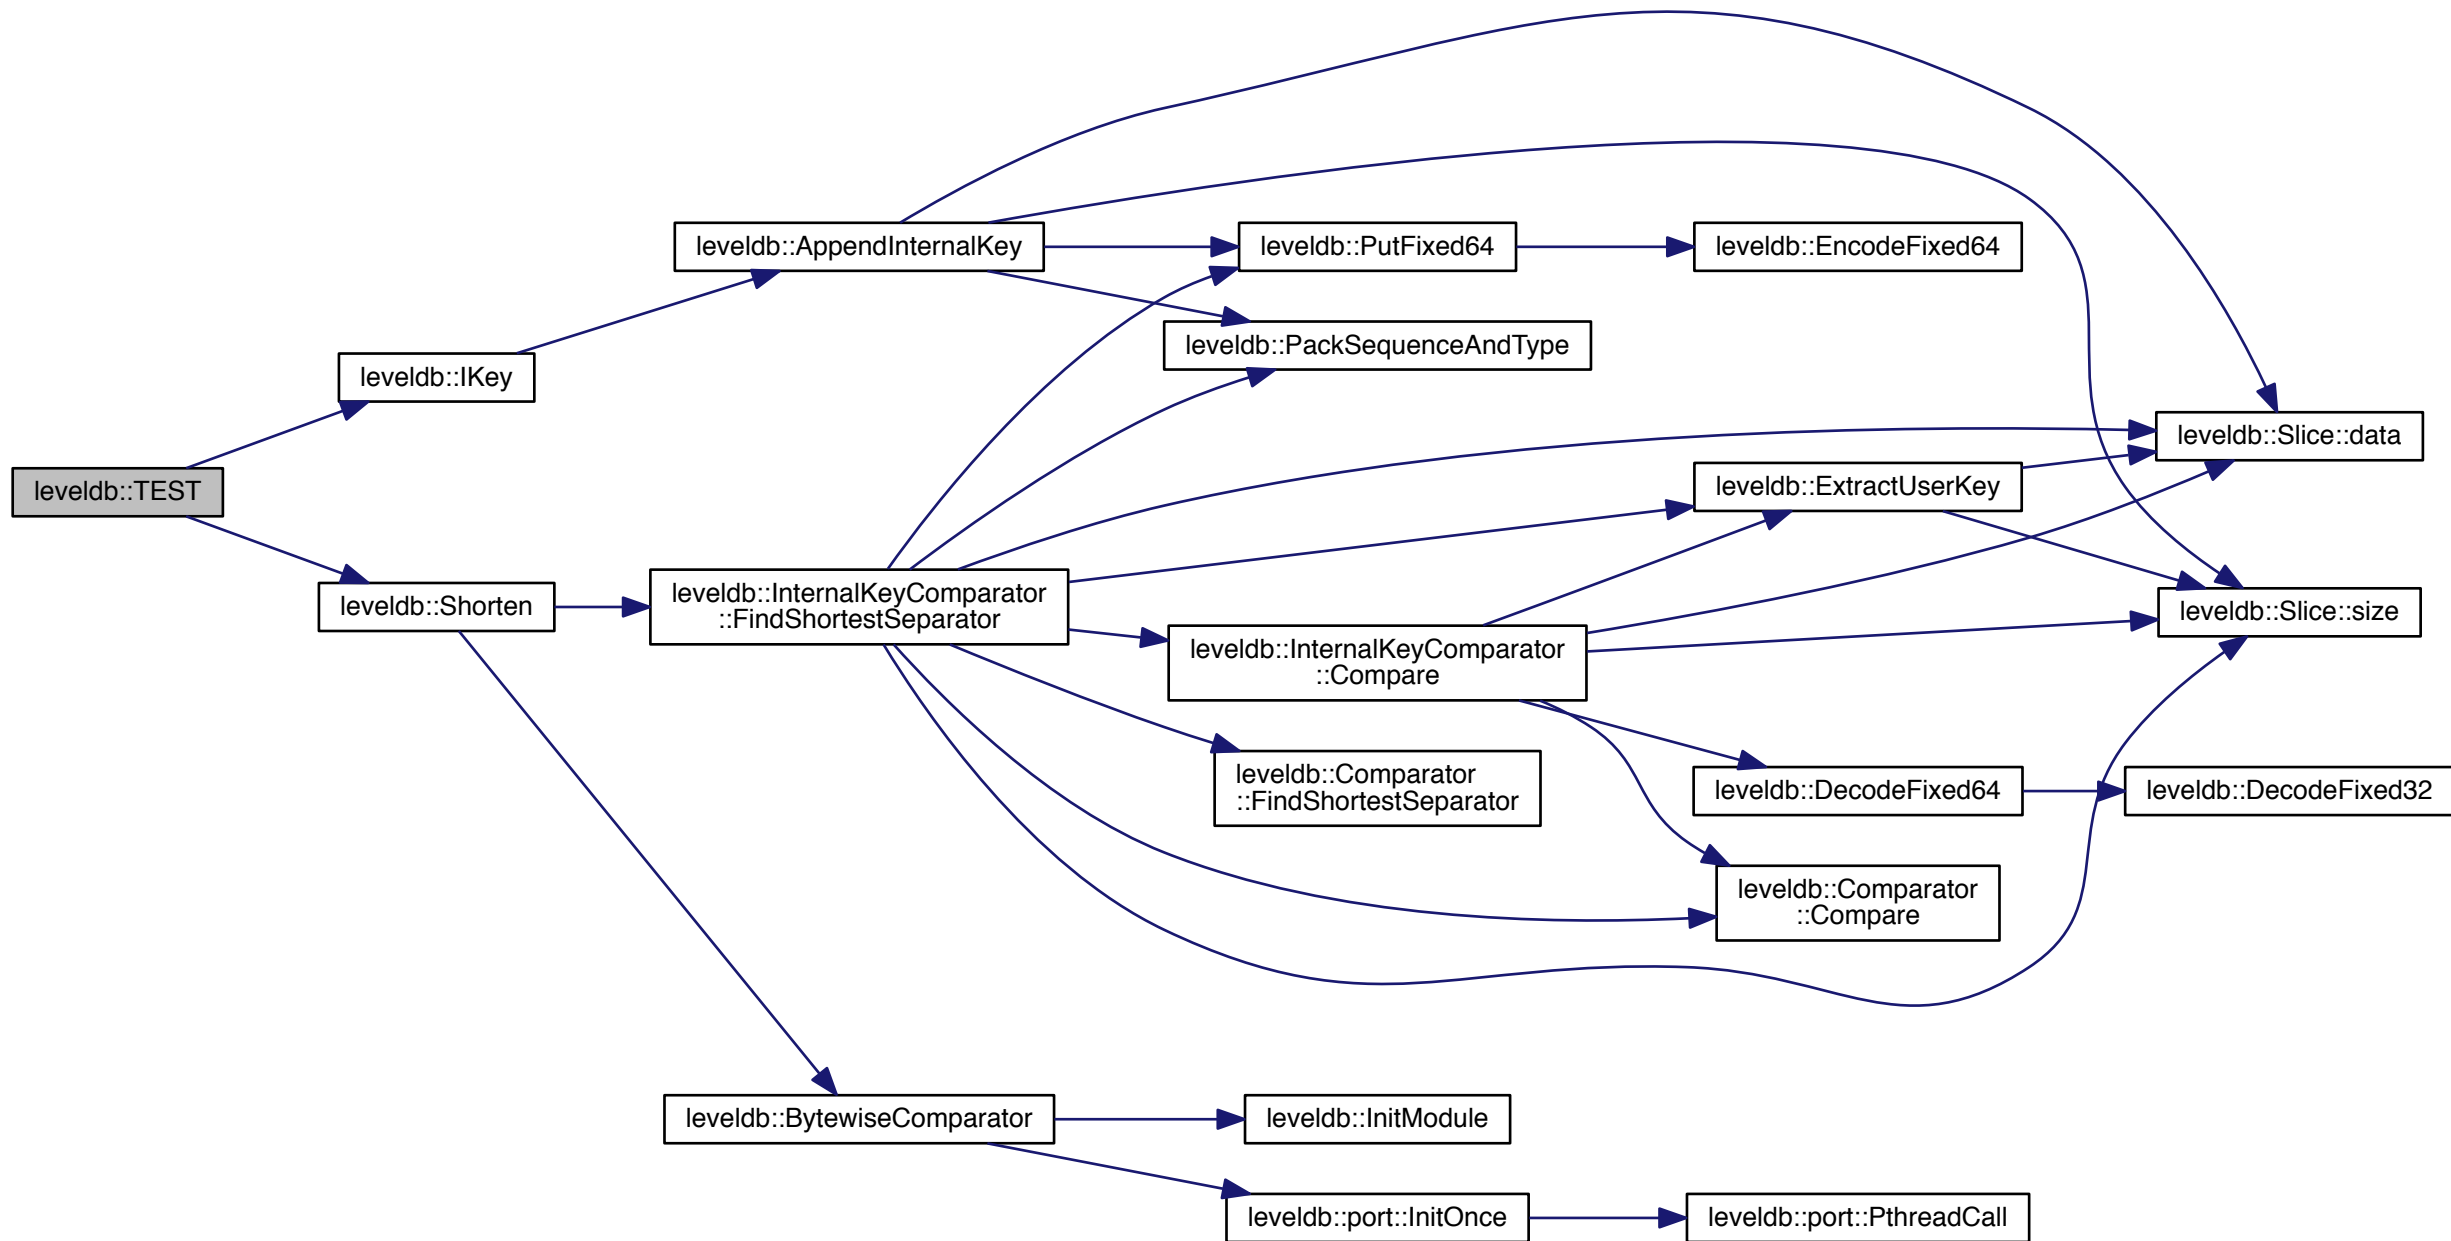 leveldb::TEST
leveldb::IKey
leveldb::Shorten
leveldb::AppendInternalKey
leveldb::InternalKeyComparator
::FindShortestSeparator
leveldb::BytewiseComparator
leveldb::PutFixed64
leveldb::PackSequenceAndType
leveldb::InternalKeyComparator
::Compare
leveldb::Comparator
::FindShortestSeparator
leveldb::InitModule
leveldb::port::InitOnce
leveldb::EncodeFixed64
leveldb::ExtractUserKey
leveldb::DecodeFixed64
leveldb::Comparator
::Compare
leveldb::port::PthreadCall
leveldb::Slice::data
leveldb::Slice::size
leveldb::DecodeFixed32